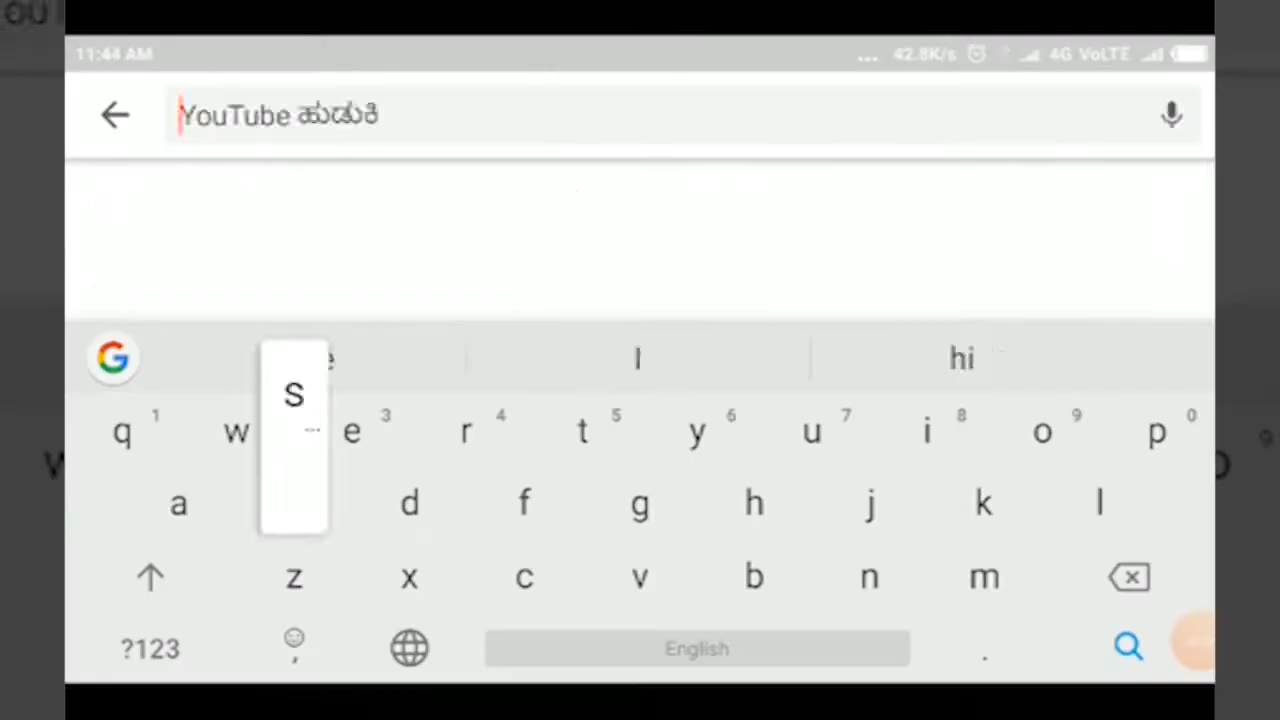 11:44 AM ... 42.8K/s 4G VoLTE
YouTube ಹುಡುಕಿ
I hi
S
q 1 w e 3 r 4 t 5 y 6 u 7 i 8 o 9 p 0
a d f g h j k l
z x c v b n m
?123 , English .